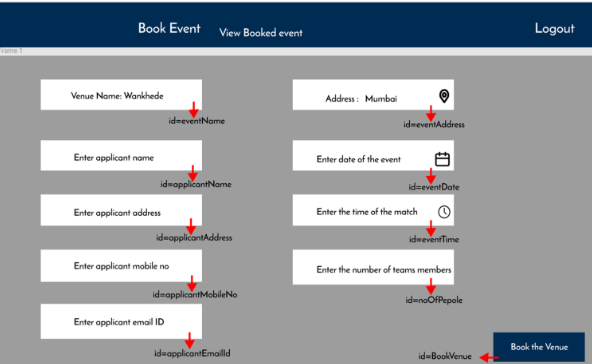 Book Event
View Booked event
Logout
Frame 1
Venue Name: Wankhede
id=eventName
Address : Mumbai
id=eventAddress
Enter applicant name
id=applicantName
Enter date of the event
id=eventDate
Enter applicant address
id=applicantAddress
Enter the time of the match
id=eventTime
Enter applicant mobile no
id=applicantMobileNo
Enter the number of teams members
id=noOfPepole
Enter applicant email ID
id=applicantEmailId
Book the Venue
id=BookVenue